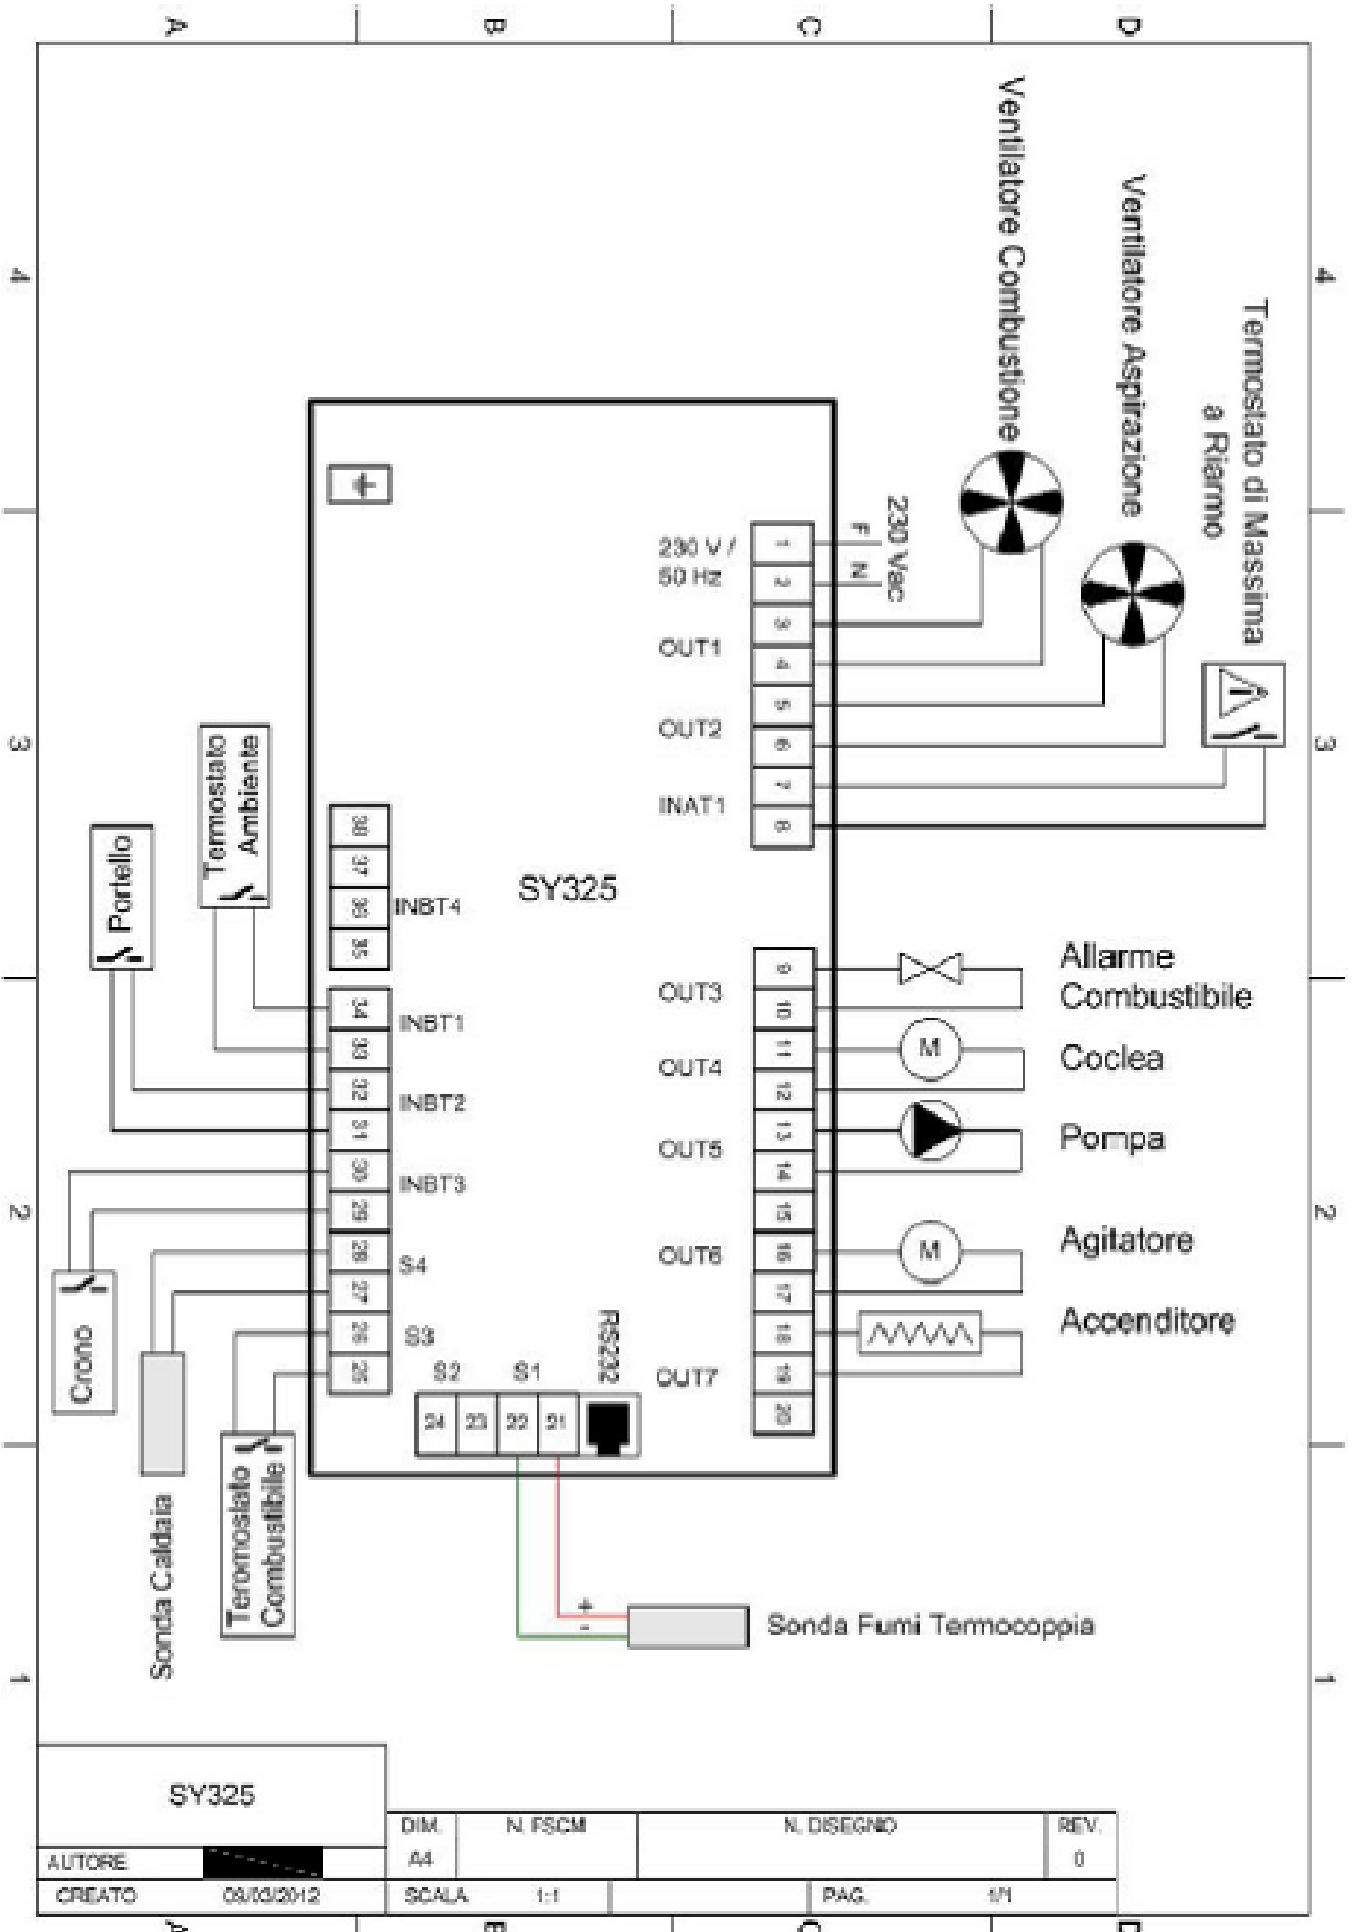 A
B
C
D
4
4
Ventilatore Combustione
Ventilatore Aspirazione
Termostato di Massima
a Riarmo
230 Vac
F
N
230 V /
50 Hz
1
2
3
4
5
6
7
8
OUT1
OUT2
INAT1
3
3
Termostato
Ambiente
Portello
38
37
36
35
INBT4
SY325
34
33
32
31
30
29
28
27
26
25
INBT1
INBT2
INBT3
S4
S3
OUT3
OUT4
OUT5
OUT6
OUT7
9
10
11
12
13
14
15
16
17
18
19
20
Allarme
Combustibile
M
Coclea
Pompa
M
Agitatore
Accenditore
2
2
Crono
Sonda Caldaia
Teromostato
Combustibile
S2
S1
RS232
24
23
22
21
+
-
Sonda Fumi Termocoppia
1
1
SY325
DIM.
A4
N. FSCM
N. DISEGNO
REV.
0
AUTORE
CREATO
SCALA
1:1
PAG.
1/1
A
B
C
D